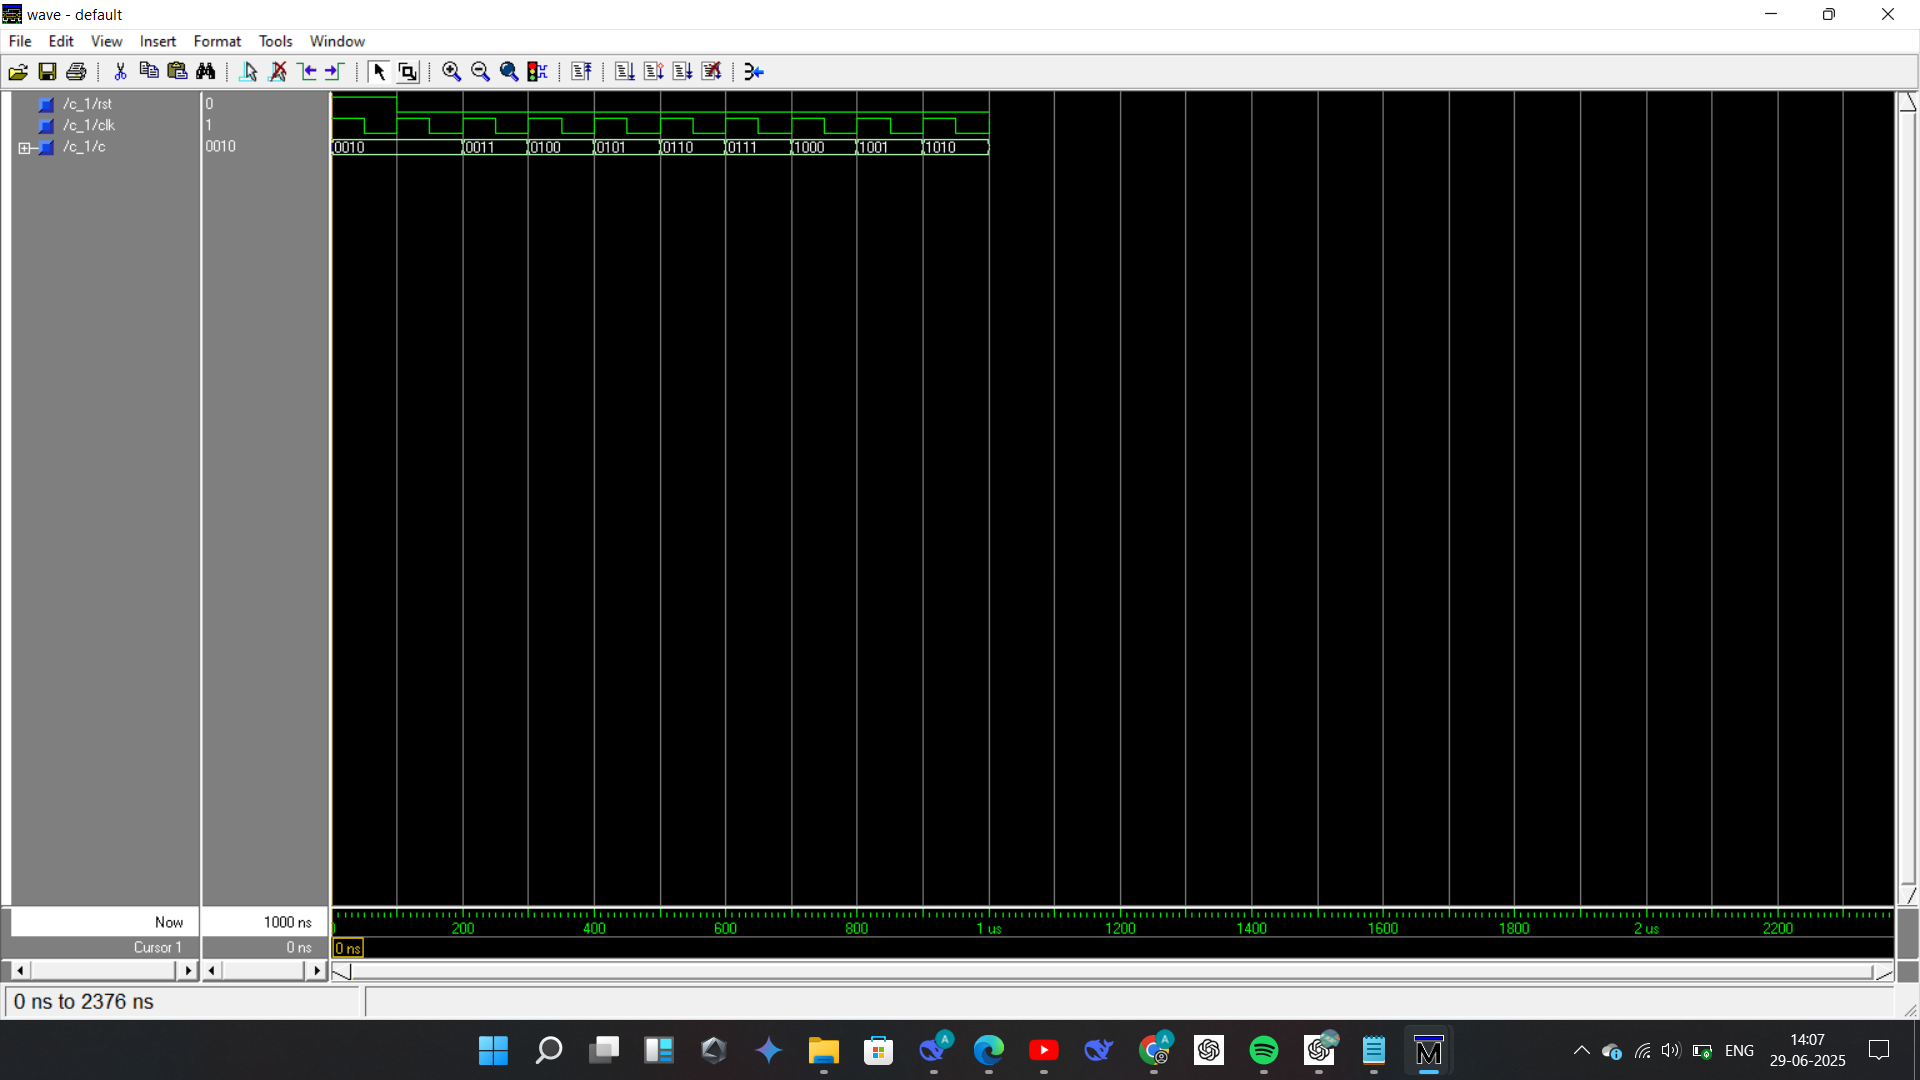 wave - default
File Edit View Insert Format Tools Window
/c_1/rst 0
/c_1/clk 1
/c_1/c 0010 0010 0011 0100 0101 0110 0111 1000 1001 1010
Now 1000 ns 200 400 600 800 1 us 1200 1400 1600 1800 2 us 2200
Cursor 1 0 ns 0 ns
0 ns to 2376 ns
A A ENG 14:07
29-06-2025